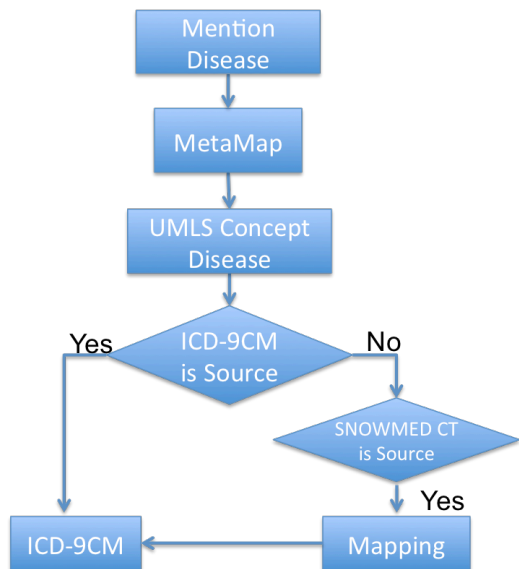 Mention
Disease
MetaMap
UMLS Concept
Disease
Yes
ICD-9CM
is Source
No
SNOWMED CT
is Source
Yes
ICD-9CM
Mapping